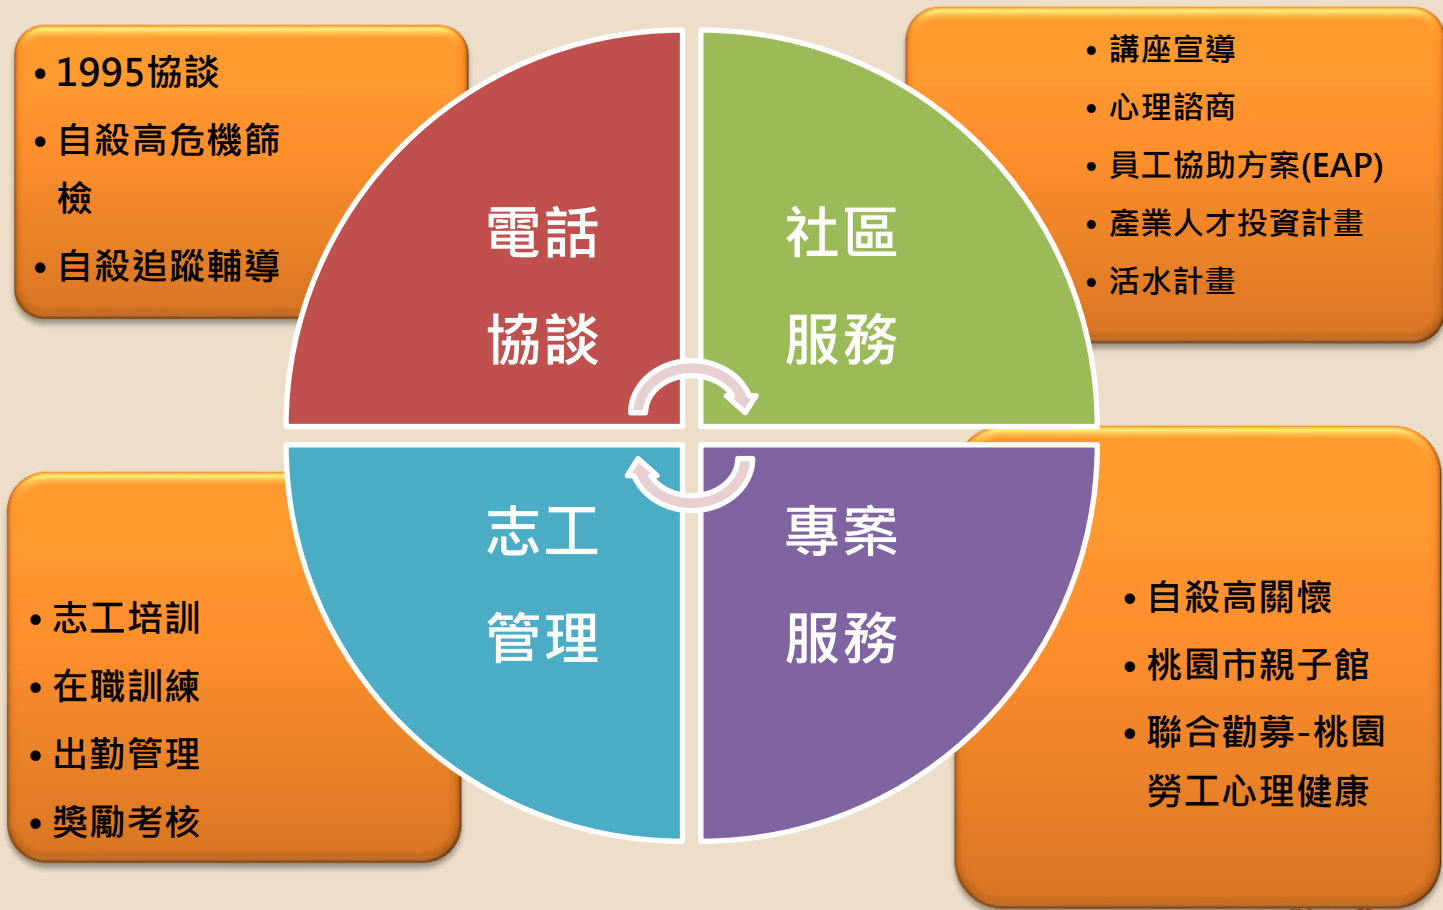 • 1995協談
• 自殺高危機篩
檢
• 自殺追蹤輔導
電話
協談
社區
服務
• 講座宣導
• 心理諮商
• 員工協助方案(EAP)
• 產業人才投資計畫
• 活水計畫
• 志工培訓
• 在職訓練
• 出勤管理
• 獎勵考核
志工
管理
專案
服務
• 自殺高關懷
• 桃園市親子館
• 聯合勸募-桃園
勞工心理健康